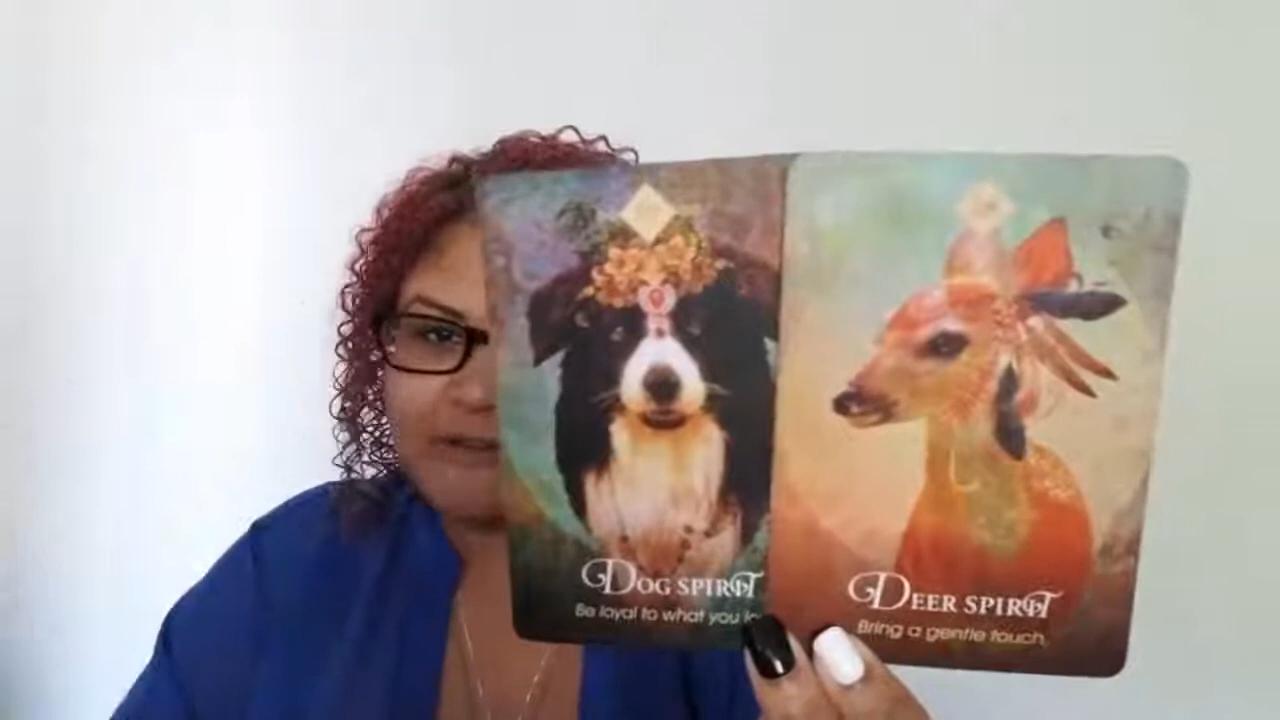 DOG SPIRIT
Be loyal to what you
DEER SPIRIT
Bring a gentle touch.